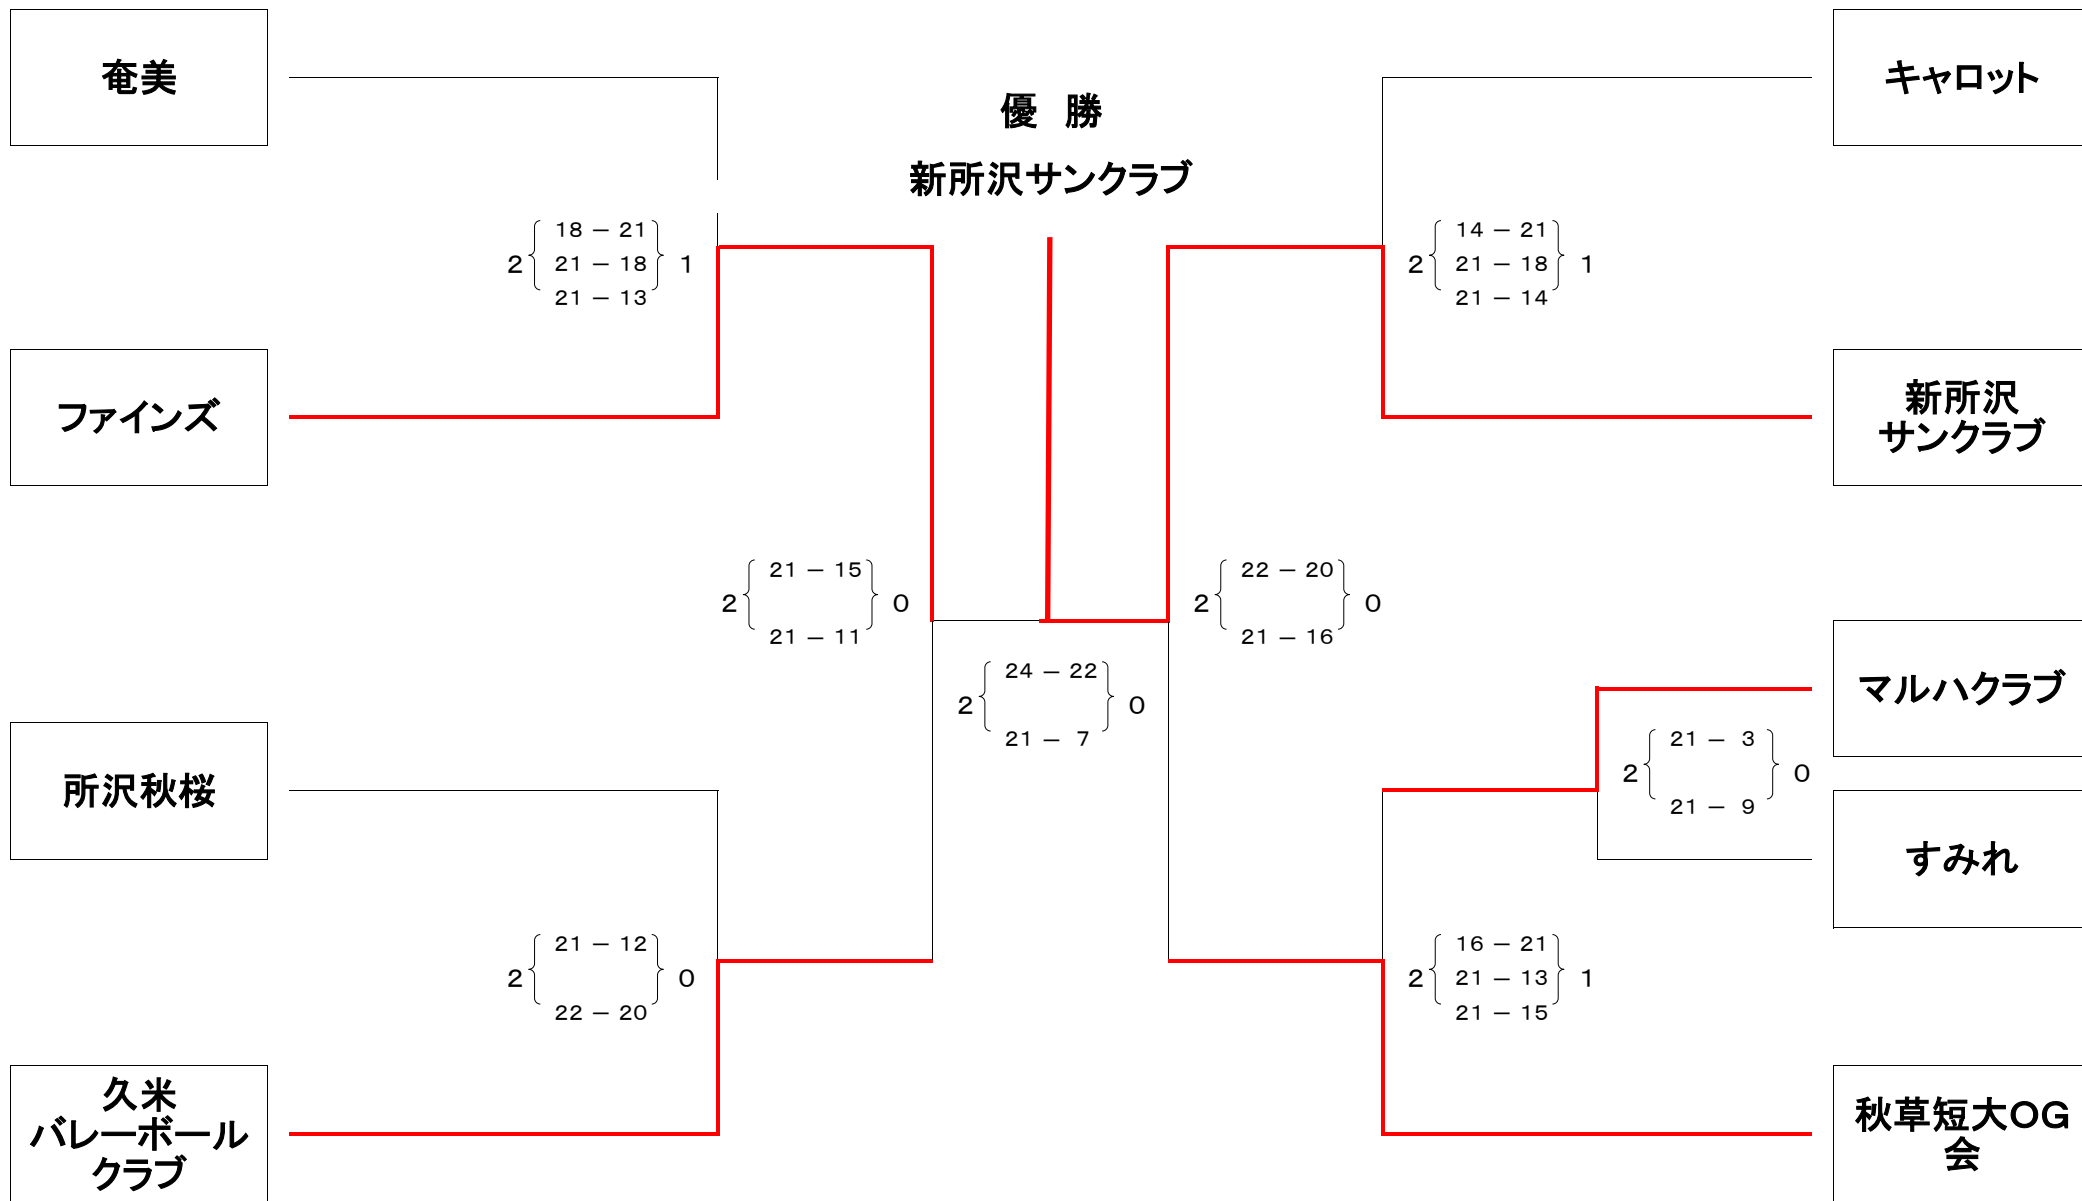 奄美
キャロット
優 勝
新所沢サンクラブ
18 － 21
2 21 － 18 1
21 － 13
14 － 21
2 21 － 18 1
21 － 14
ファインズ
新所沢
サンクラブ
21 － 15
2 0
21 － 11
22 － 20
2 0
21 － 16
24 － 22
2 0
21 － 7
マルハクラブ
21 － 3
2 0
21 － 9
所沢秋桜
すみれ
21 － 12
2 0
22 － 20
16 － 21
2 21 － 13 1
21 － 15
久米
バレーボール
クラブ
秋草短大OG
会